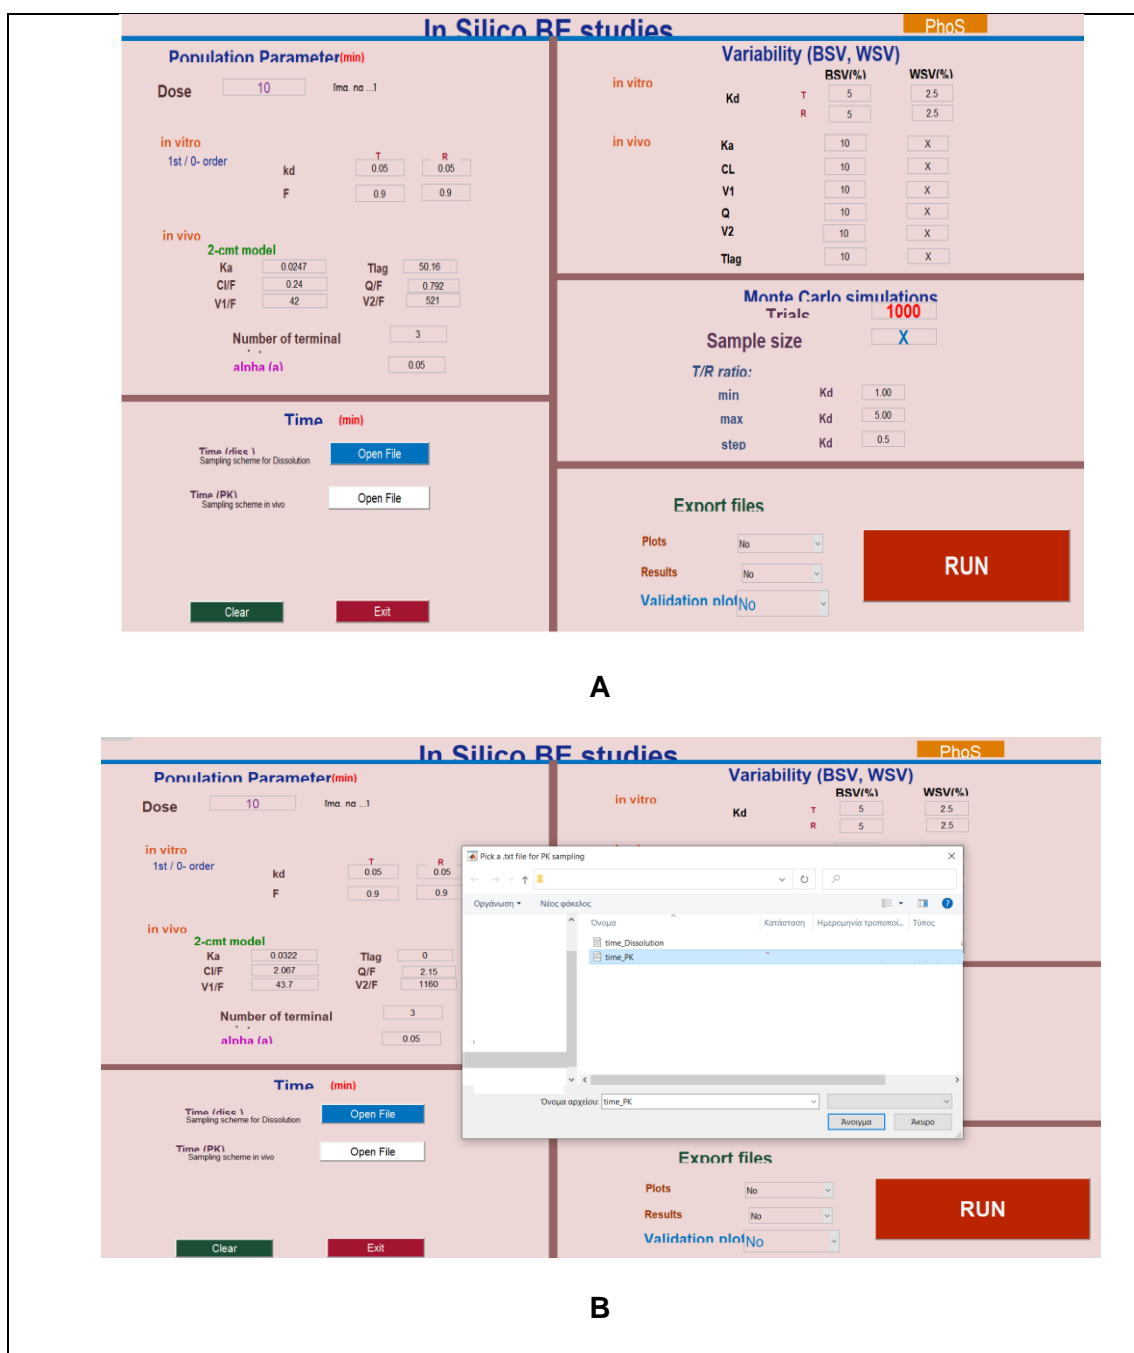 In Silico BE studies
PhoS
Population Parameter(min)
Dose 10 [mg, ng ...]
in vitro
1st / 0- order
T R
kd 0.05 0.05
F 0.9 0.9
in vivo
2-cmt model
Ka 0.0247 Tlag 50.16
Cl/F 0.24 Q/F 0.792
V1/F 42 V2/F 521
Number of terminal 3
alpha (a) 0.05
Time (min)
Time (diss.)
Sampling scheme for Dissolution
Open File
Time (PK)
Sampling scheme in vivo
Open File
Clear Exit
Variability (BSV, WSV)
BSV(%) WSV(%)
in vitro
Kd T 5 2.5
R 5 2.5
in vivo
Ka 10 X
CL 10 X
V1 10 X
Q 10 X
V2 10 X
Tlag 10 X
Monte Carlo simulations
Trials 1000
Sample size X
T/R ratio:
min Kd 1.00
max Kd 5.00
step Kd 0.5
Export files
Plots No
Results No
Validation plot No
RUN
A
In Silico BE studies
PhoS
Population Parameter(min)
Dose 10 [mg, ng ...]
in vitro
1st / 0- order
T R
kd 0.05 0.05
F 0.9 0.9
in vivo
2-cmt model
Ka 0.0322 Tlag 0
Cl/F 2.067 Q/F 2.15
V1/F 43.7 V2/F 1160
Number of terminal 3
alpha (a) 0.05
Time (min)
Time (diss.)
Sampling scheme for Dissolution
Open File
Time (PK)
Sampling scheme in vivo
Open File
Clear Exit
Variability (BSV, WSV)
BSV(%) WSV(%)
in vitro
Kd T 5 2.5
R 5 2.5
Pick a .txt file for PK sampling
Οργάνωση Νέος φάκελος
Όνομα Κατάσταση Ημερομηνία τροποποί... Τύπος
time_Dissolution
time_PK
Όνομα αρχείου: time_PK
Άνοιγμα Άκυρο
Export files
Plots No
Results No
Validation plot No
RUN
B